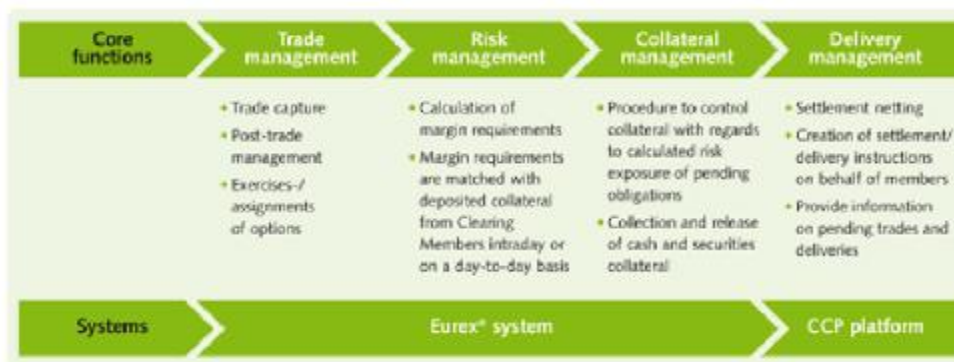 Core
functions
Trade
management
Risk
management
Collateral
management
Delivery
management
• Trade capture
• Post-trade
management
• Exercises-/
assignments
of options
• Calculation of
margin requirements
• Margin requirements
are matched with
deposited collateral
from Clearing
Members intraday or
on a day-to-day basis
• Procedure to control
collateral with regards
to calculated risk
exposure of pending
obligations
• Collection and release
of cash and securities
collateral
• Settlement netting
• Creation of settlement/
delivery instructions
on behalf of members
• Provide information
on pending trades and
deliveries
Systems
Eurex® system
CCP platform